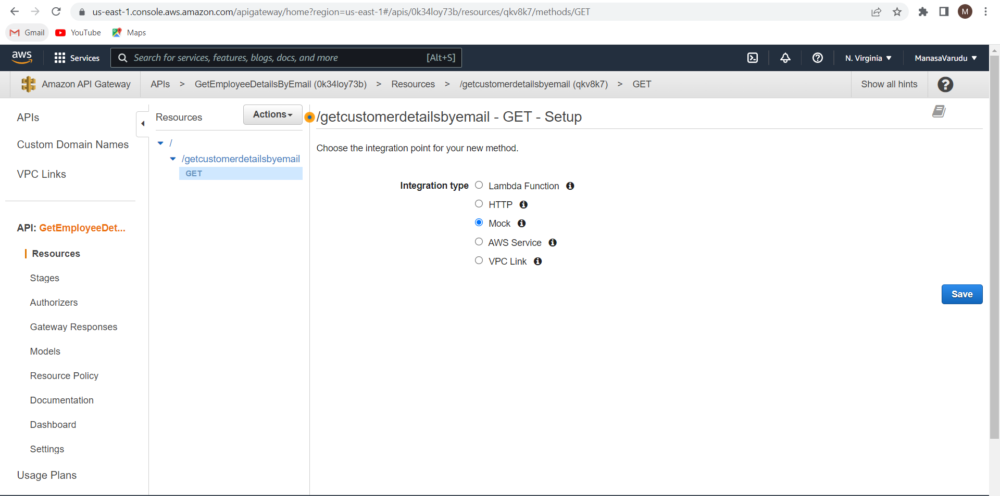 us-east-1.console.aws.amazon.com/apigateway/home?region=us-east-1#/apis/0k34loy73b/resources/qkv8k7/methods/GET
M
Gmail YouTube Maps
aws Services Search for services, features, blogs, docs, and more [Alt+S] N. Virginia ManasaVarudu
Amazon API Gateway APIs > GetEmployeeDetailsByEmail (0k34loy73b) > Resources > /getcustomerdetailsbyemail (qkv8k7) > GET Show all hints
APIs
Custom Domain Names
VPC Links
API: GetEmployeeDet...
Resources
Stages
Authorizers
Gateway Responses
Models
Resource Policy
Documentation
Dashboard
Settings
Usage Plans
Resources Actions
/
/getcustomerdetailsbyemail
GET
/getcustomerdetailsbyemail - GET - Setup
Choose the integration point for your new method.
Integration type Lambda Function
HTTP
Mock
AWS Service
VPC Link
Save